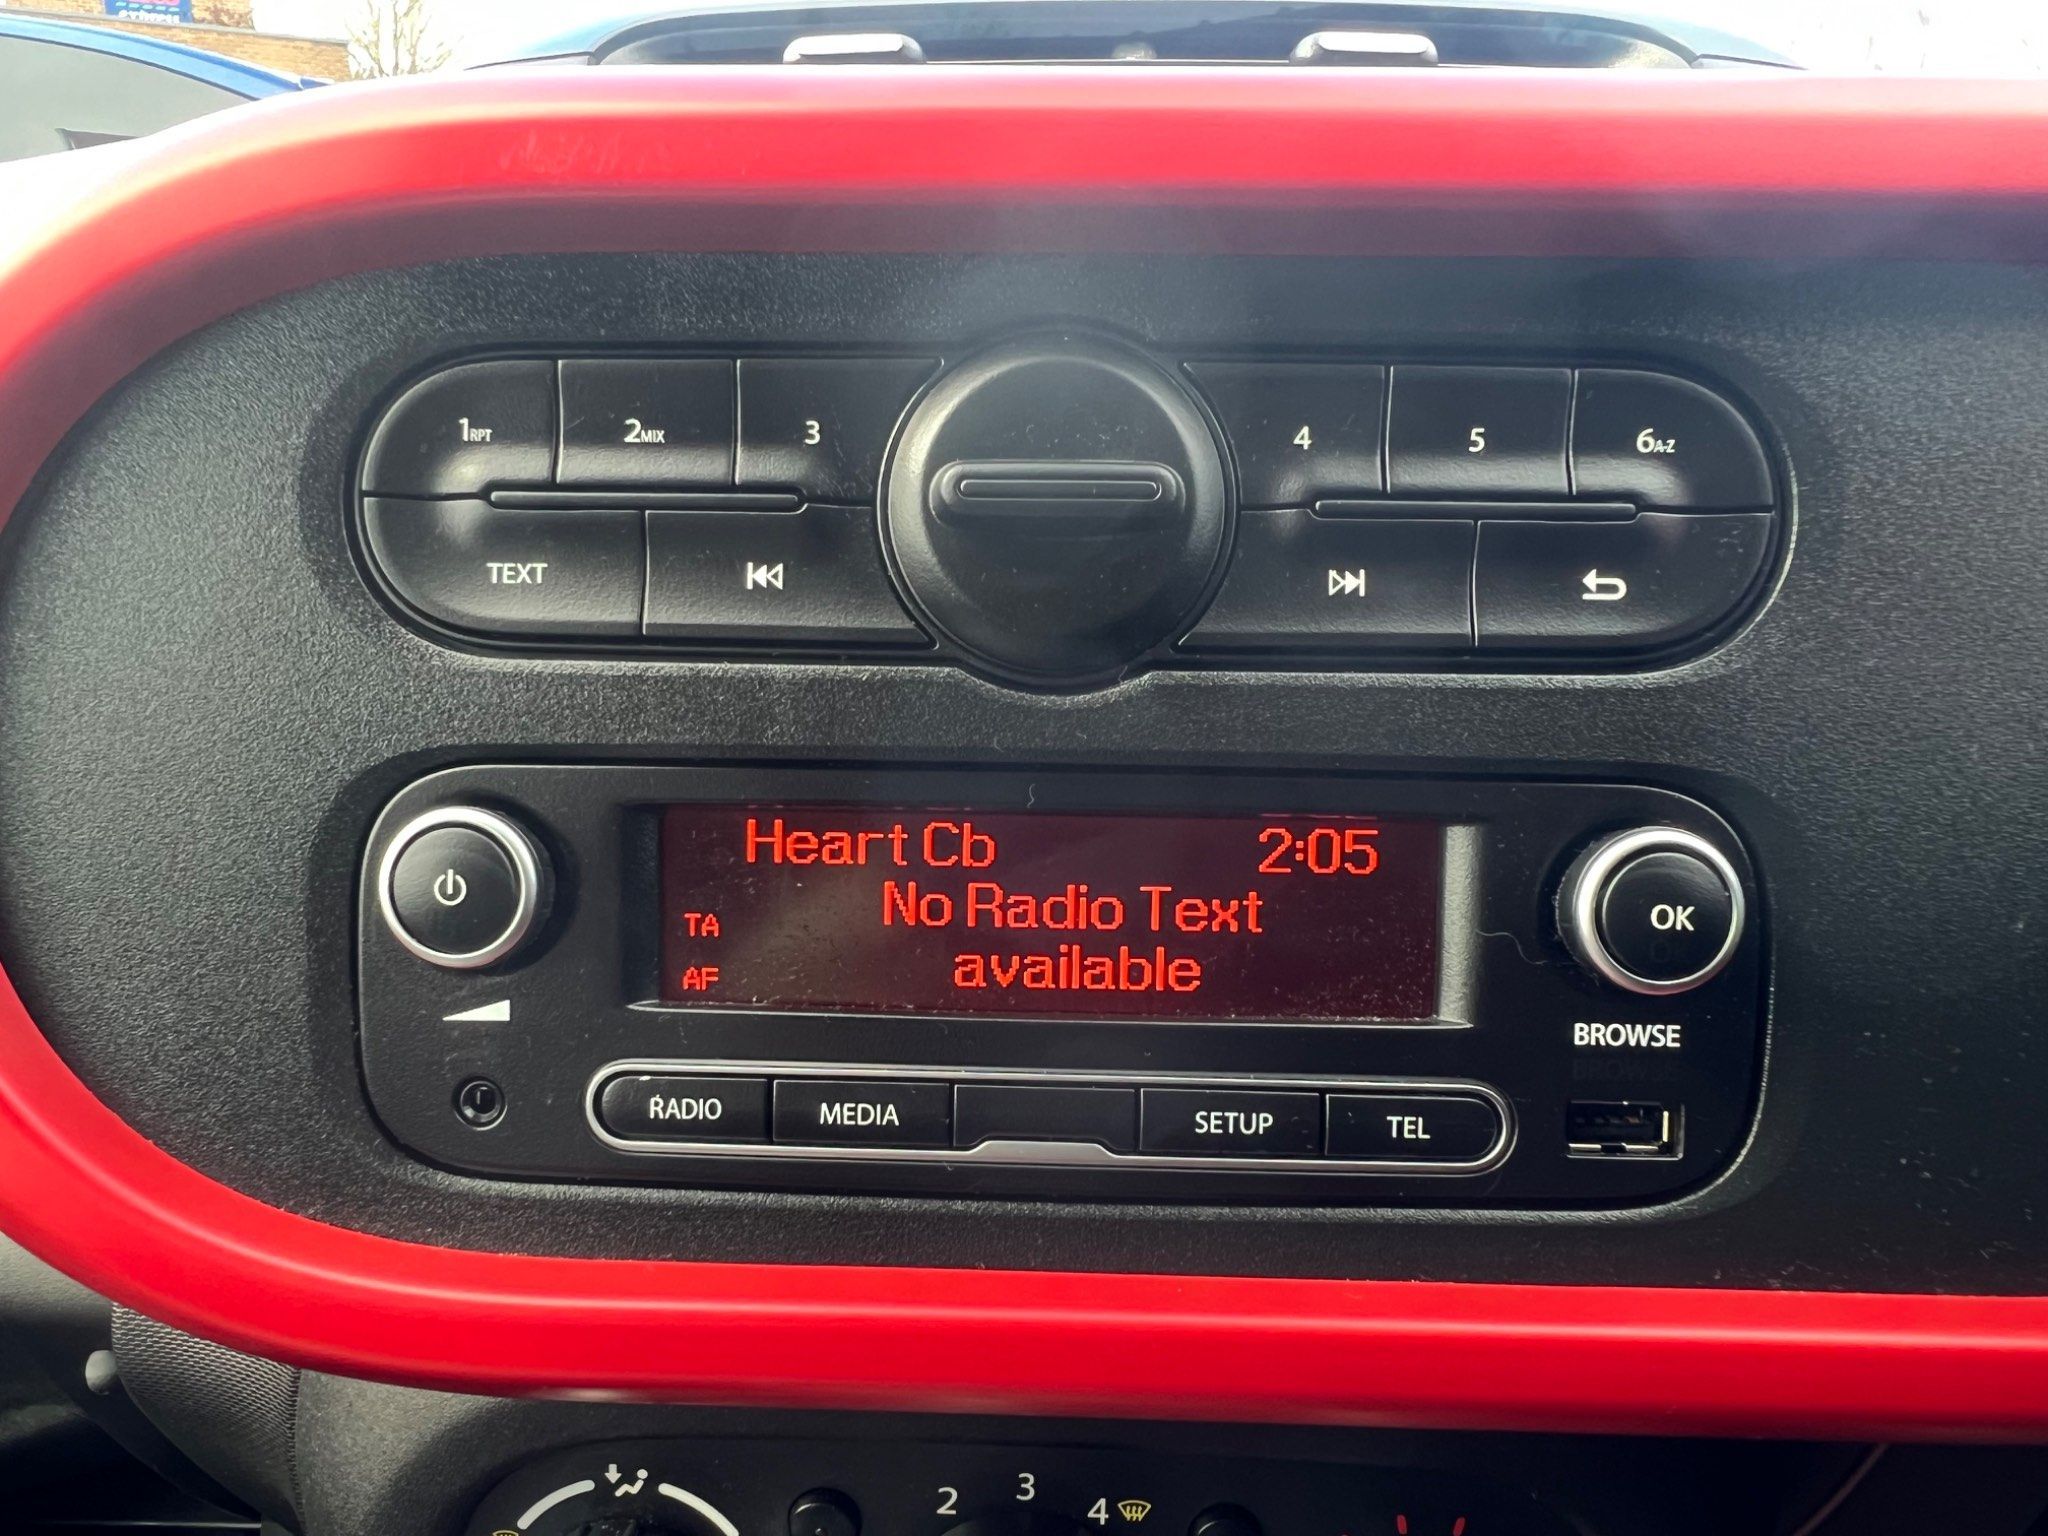 1RPT 2MIX 3 4 5 6A-Z
TEXT
Heart Cb 2:05
No Radio Text
TA
available
AF
OK
BROWSE
RADIO MEDIA SETUP TEL
2 3 4